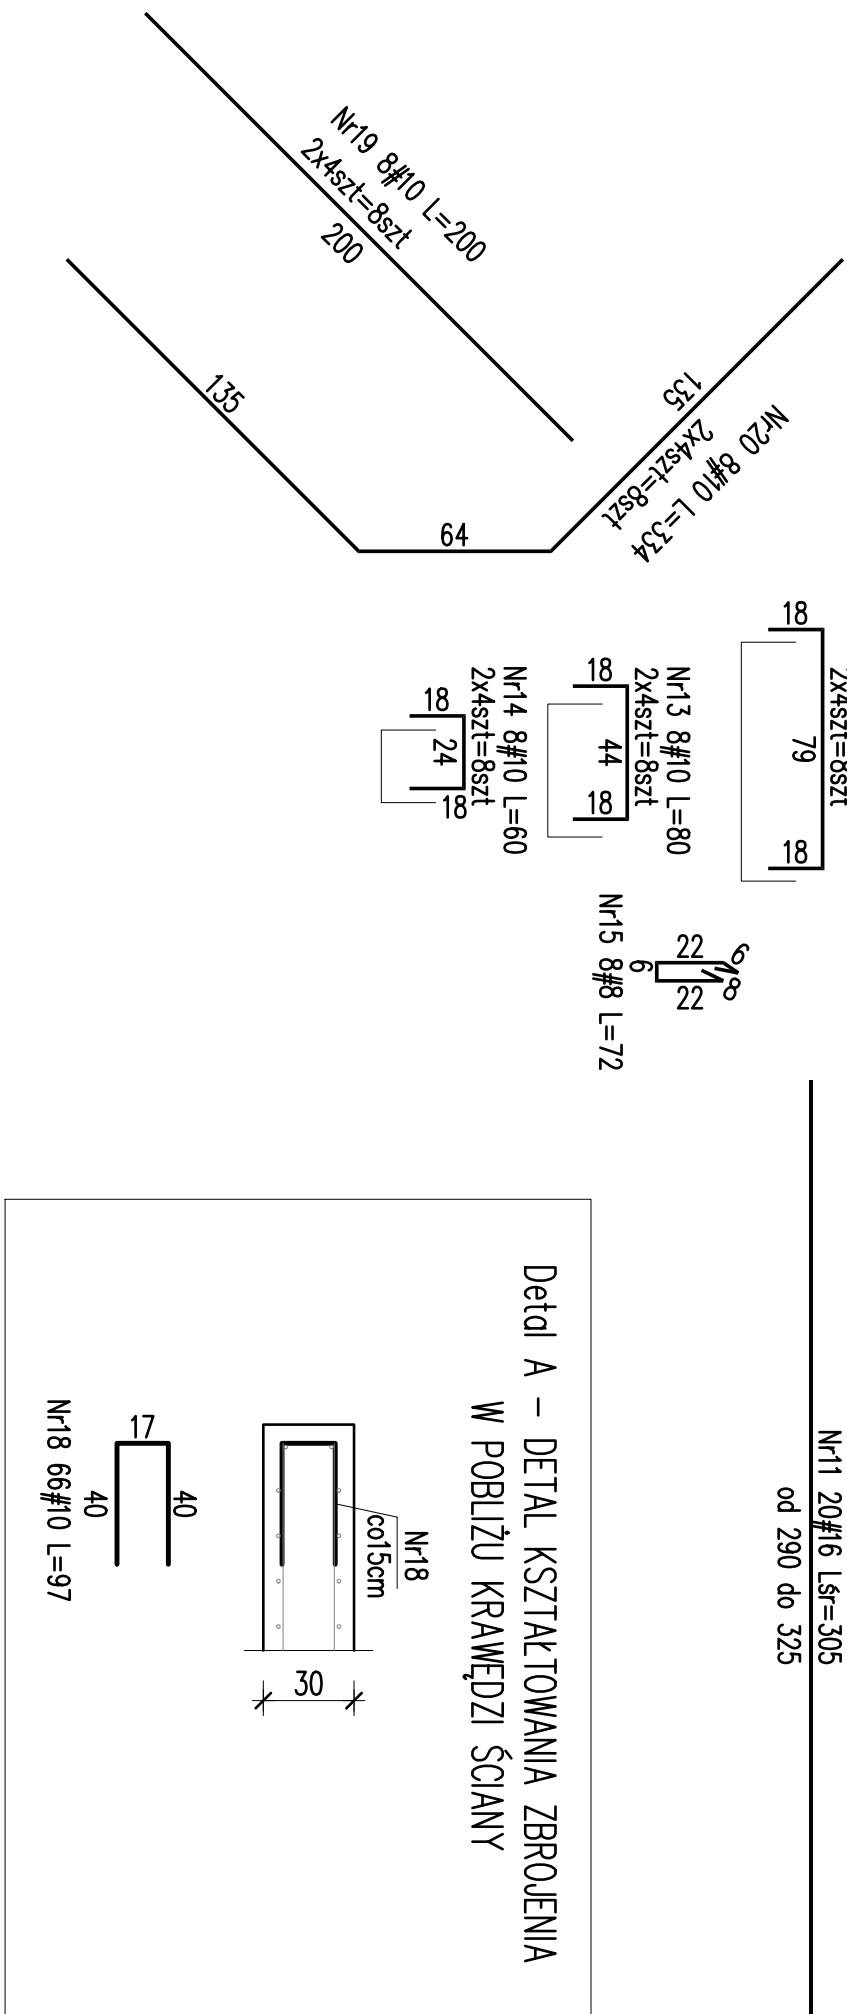 Nr19 8#10 L=200
2x4szt=8szt
200
135
64
135
Nr20 8#10 L=334
2x4szt=8szt
2x4szt=8szt
18
79
18
Nr13 8#10 L=80
2x4szt=8szt
18
44
18
Nr14 8#10 L=60
2x4szt=8szt
18
24
18
Nr15 8#8 L=72
22
6
22
6
8
Nr11 20#16 Lśr=305
od 290 do 325
Detal A - DETAL KSZTAŁTOWANIA ZBROJENIA
W POBLIŻU KRAWĘDZI ŚCIANY
Nr18
co15cm
30
17
40
40
Nr18 66#10 L=97